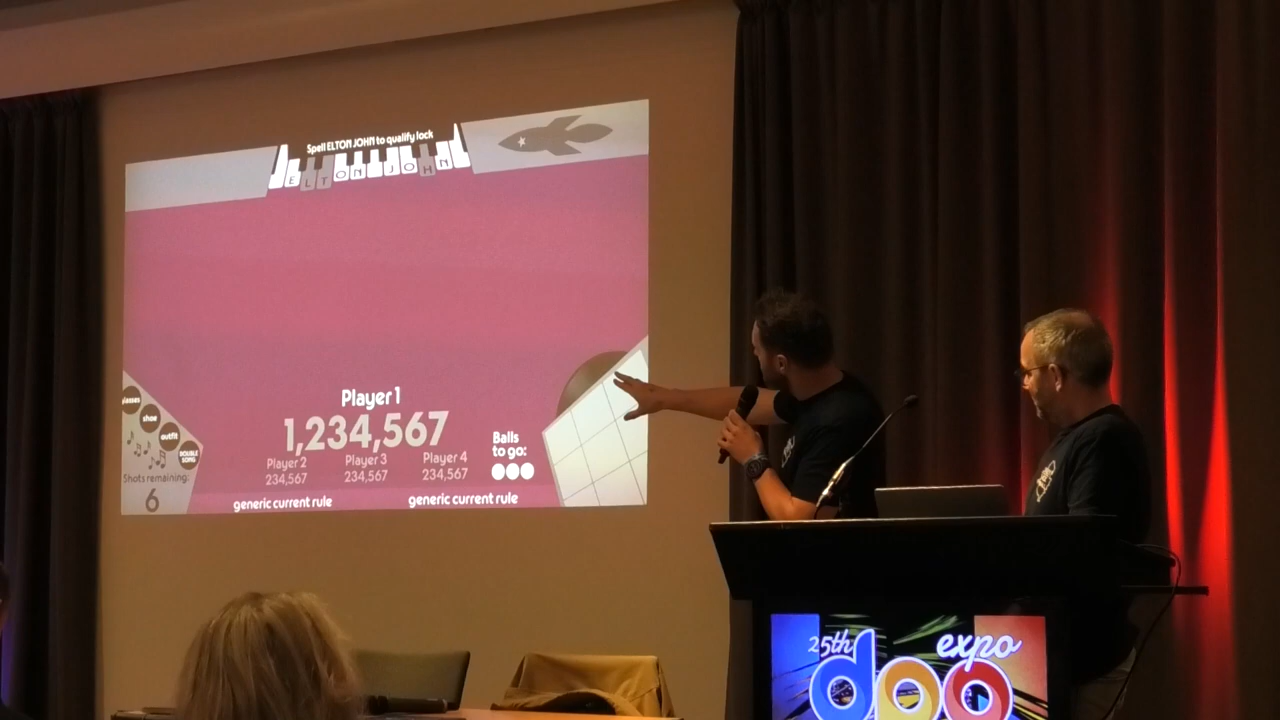 Spell ELTON JOHN to qualify lock
ELTON JOHN
glasses
shoe
outfit
DOUBLE SONG
Shots remaining:
6
Player 1
1,234,567
Player 2
234,567
Player 3
234,567
Player 4
234,567
Balls
to go:
generic current rule
generic current rule
25th
expo
dpo